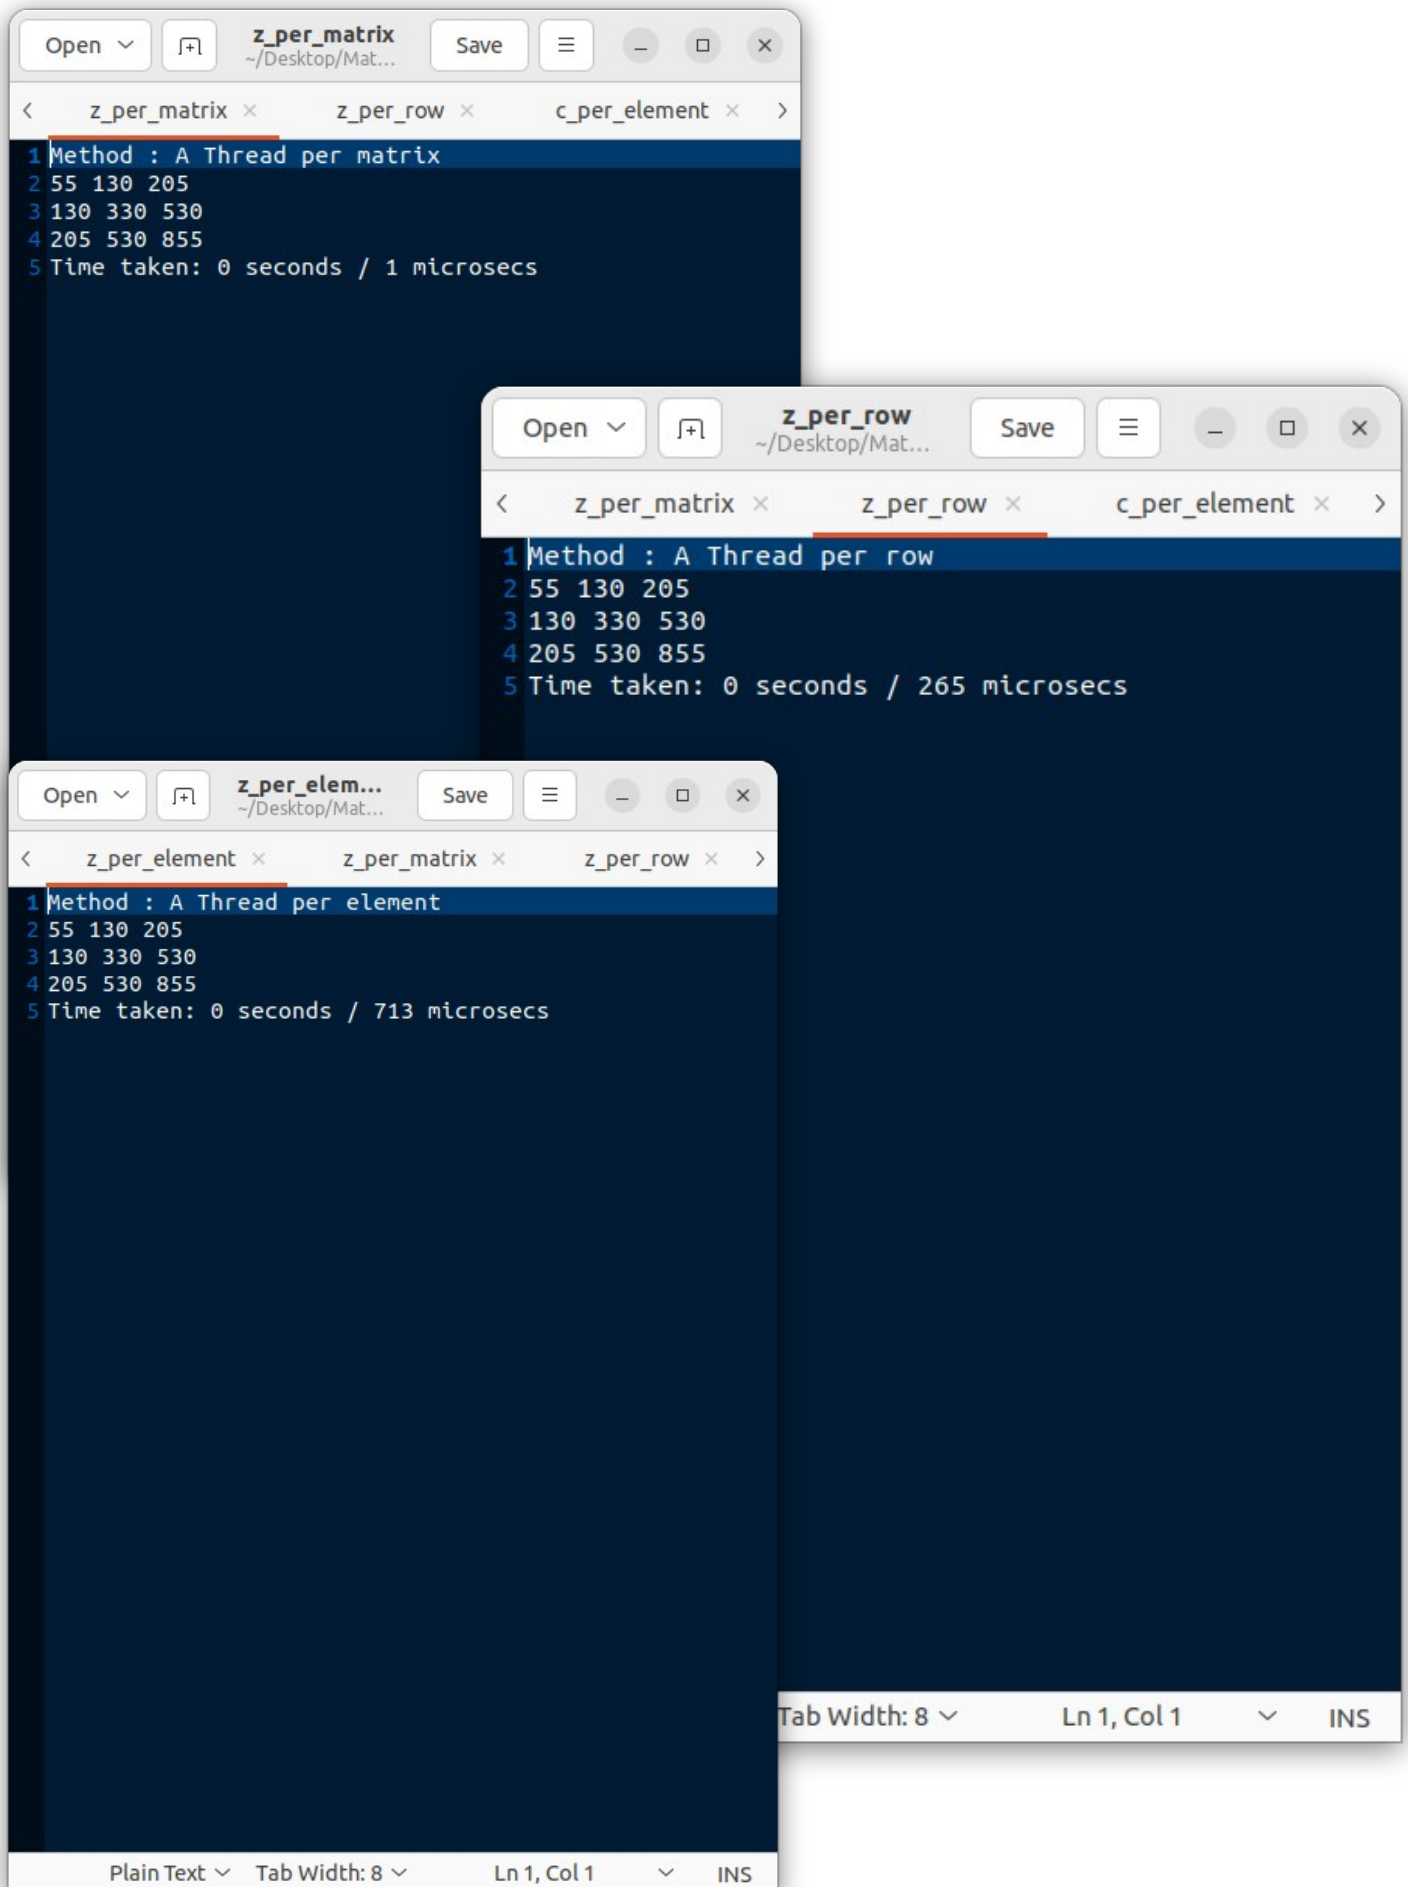 Open z_per_matrix Save
~/Desktop/Mat...
z_per_matrix z_per_row c_per_element
1 Method : A Thread per matrix
2 55 130 205
3 130 330 530
4 205 530 855
5 Time taken: 0 seconds / 1 microsecs
Open z_per_row Save
~/Desktop/Mat...
z_per_matrix z_per_row c_per_element
1 Method : A Thread per row
2 55 130 205
3 130 330 530
4 205 530 855
5 Time taken: 0 seconds / 265 microsecs
Tab Width: 8 Ln 1, Col 1 INS
Open z_per_elem... Save
~/Desktop/Mat...
z_per_element z_per_matrix z_per_row
1 Method : A Thread per element
2 55 130 205
3 130 330 530
4 205 530 855
5 Time taken: 0 seconds / 713 microsecs
Plain Text Tab Width: 8 Ln 1, Col 1 INS